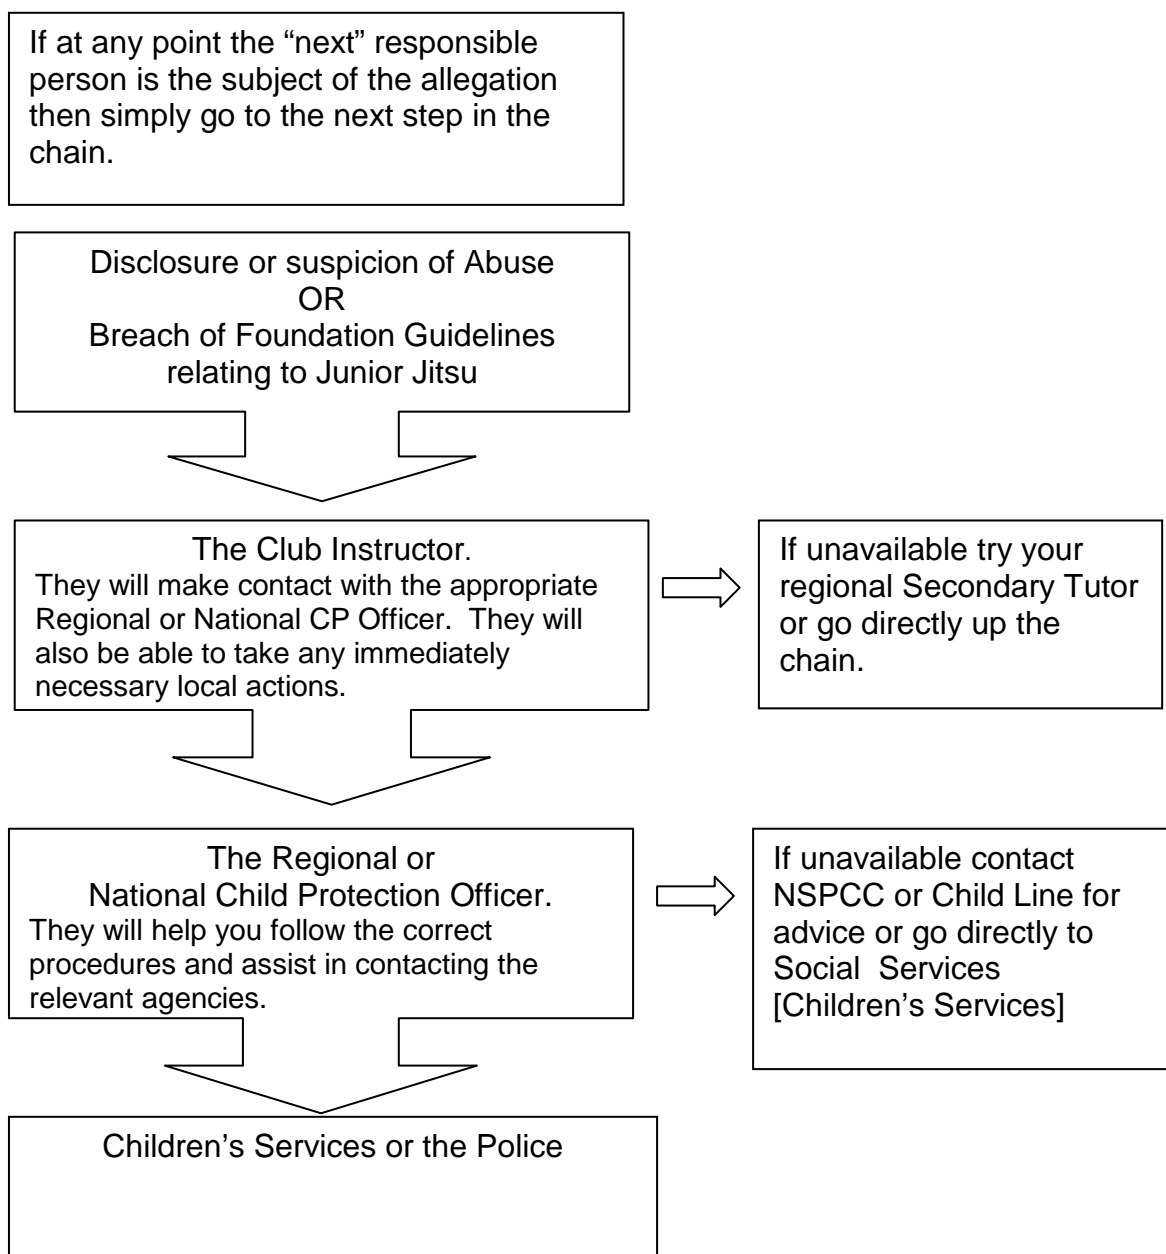 If at any point the “next” responsible
person is the subject of the allegation
then simply go to the next step in the
chain.
Disclosure or suspicion of Abuse
OR
Breach of Foundation Guidelines
relating to Junior Jitsu
The Club Instructor.
They will make contact with the appropriate
Regional or National CP Officer.  They will
also be able to take any immediately
necessary local actions.
If unavailable try your
regional Secondary Tutor
or go directly up the
chain.
The Regional or
National Child Protection Officer.
They will help you follow the correct
procedures and assist in contacting the
relevant agencies.
If unavailable contact
NSPCC or Child Line for
advice or go directly to
Social  Services
[Children’s Services]
Children’s Services or the Police